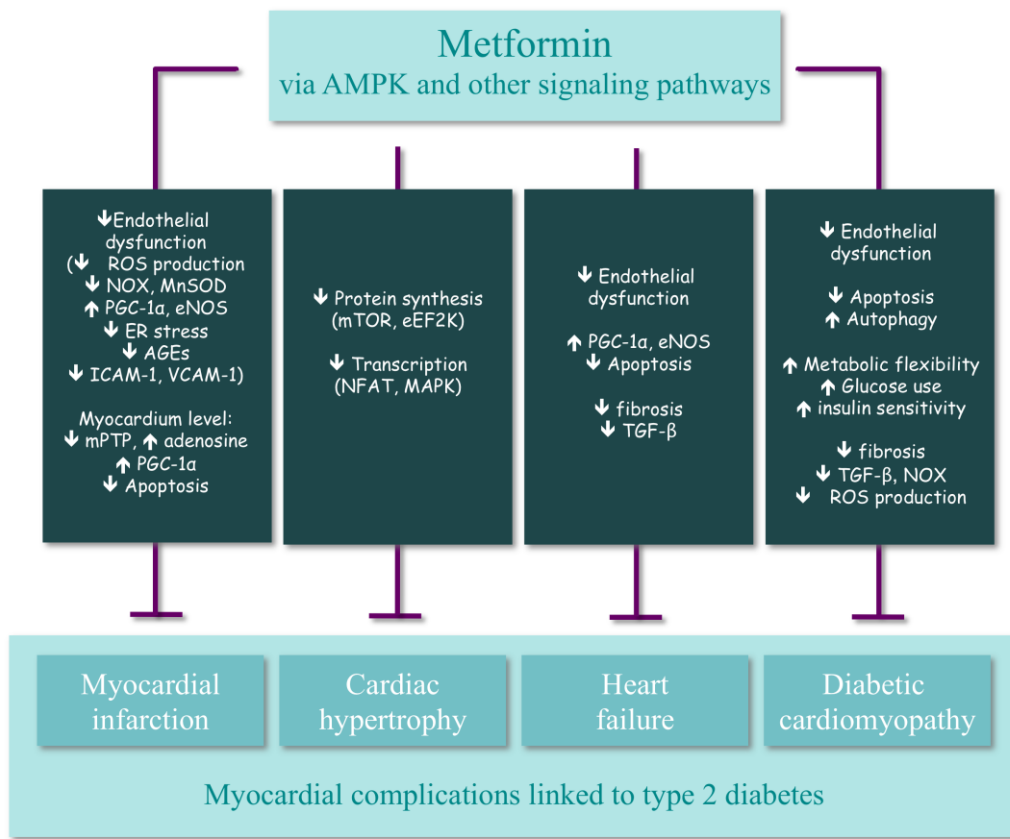 Metformin
via AMPK and other signaling pathways
↓Endothelial
dysfunction
(↓ ROS production
↓ NOX, MnSOD
↑ PGC-1α, eNOS
↓ ER stress
↓ AGEs
↓ ICAM-1, VCAM-1)
Myocardium level:
↓ mPTP, ↑ adenosine
↑ PGC-1α
↓ Apoptosis
↓ Protein synthesis
(mTOR, eEF2K)
↓ Transcription
(NFAT, MAPK)
↓ Endothelial
dysfunction
↑ PGC-1α, eNOS
↓ Apoptosis
↓ fibrosis
↓ TGF-β
↓ Endothelial
dysfunction
↓ Apoptosis
↑ Autophagy
↑ Metabolic flexibility
↑ Glucose use
↑ insulin sensitivity
↓ fibrosis
↓ TGF-β, NOX
↓ ROS production
Myocardial
infarction
Cardiac
hypertrophy
Heart
failure
Diabetic
cardiomyopathy
Myocardial complications linked to type 2 diabetes